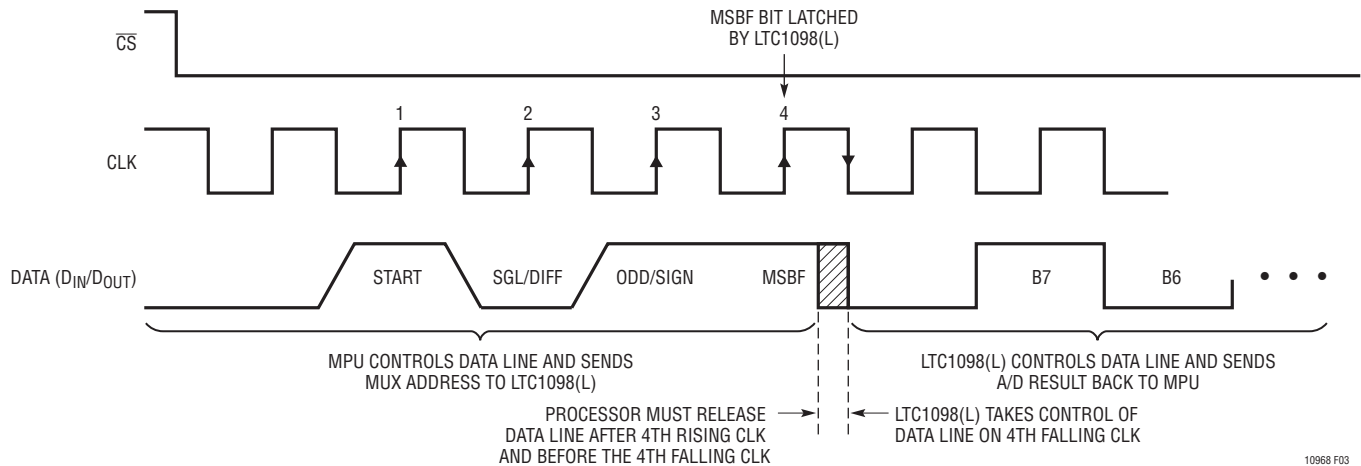 MSBF BIT LATCHED
BY LTC1098(L)
CS
1 2 3 4
CLK
DATA (DIN/DOUT)
START SGL/DIFF ODD/SIGN MSBF B7 B6 • • •
MPU CONTROLS DATA LINE AND SENDS
MUX ADDRESS TO LTC1098(L)
LTC1098(L) CONTROLS DATA LINE AND SENDS
A/D RESULT BACK TO MPU
PROCESSOR MUST RELEASE
DATA LINE AFTER 4TH RISING CLK
AND BEFORE THE 4TH FALLING CLK
LTC1098(L) TAKES CONTROL OF
DATA LINE ON 4TH FALLING CLK
10968 F03